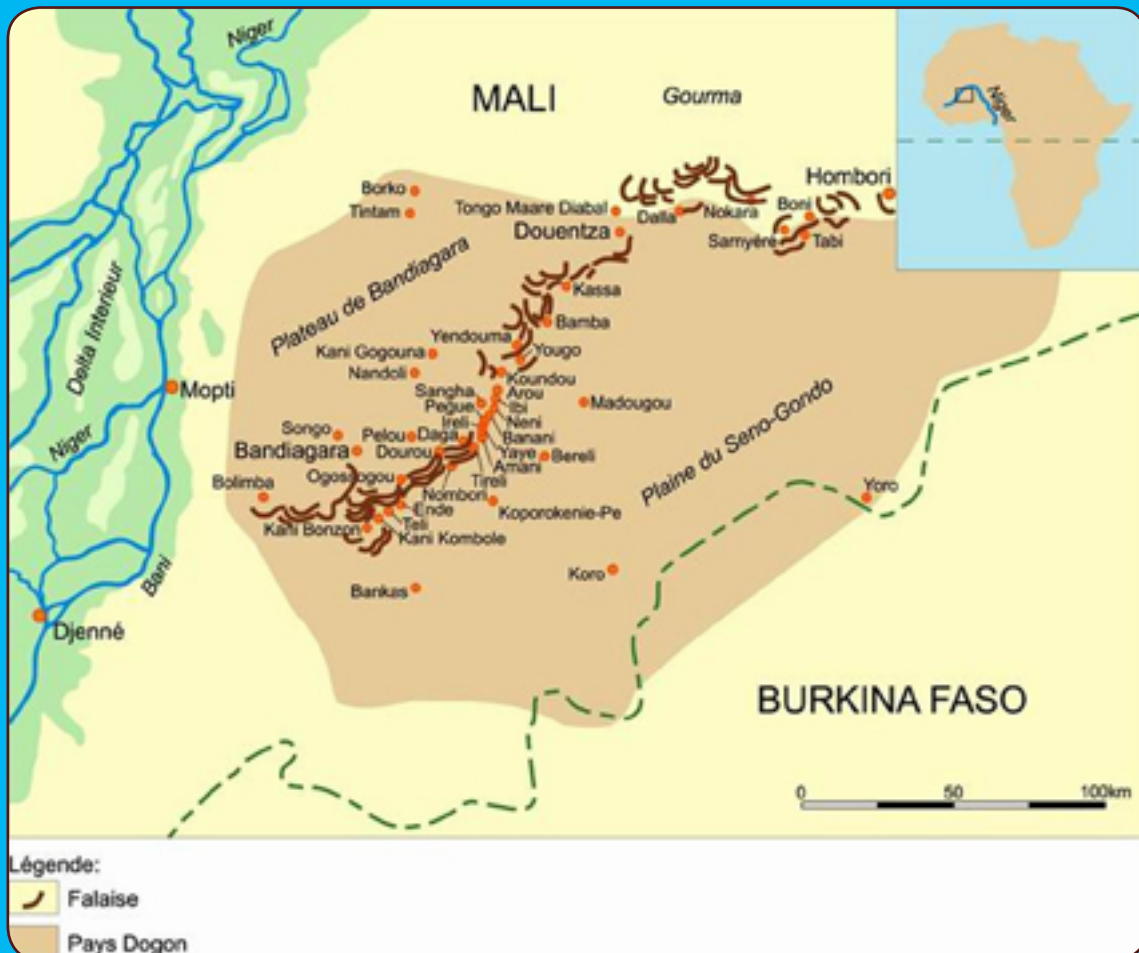 Niger
MALI
Gourma
Niger
Hombori
Borko
Boni
Tintam
Tongo Maare Diabal
Dalla
Nokara
Douentza
Samyéré
Tabi
Plateau de Bandiagara
Kassa
Delta Interieur
Bamba
Yendouma
Kani Gogouna
Yougo
Nandoli
Koundou
Mopti
Sangha
Arou
Pegue
Ibi
Madougou
Ireli
Neni
Plaine du Seno-Gondo
Niger
Songo
Pelou
Daga
Banani
Bandiagara
Dourou
Yaye
Bereli
Amani
Bolimba
Tireli
Yoro
Nombori
Ende
Koporokenie-Pe
Kani Bonzon
Teli
Kani Kombole
Bani
Koro
Bankas
Djenné
BURKINA FASO
0 50 100km
Légende:
Falaise
Pays Dogon